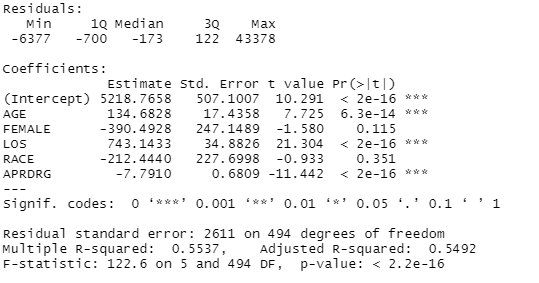 Residuals:
   Min     1Q Median     3Q    Max
 -6377   -700   -173    122  43378

Coefficients:
             Estimate Std. Error t value Pr(>|t|)
(Intercept) 5218.7658   507.1007  10.291  < 2e-16 ***
AGE          134.6828    17.4358   7.725  6.3e-14 ***
FEMALE      -390.4928   247.1489  -1.580    0.115
LOS          743.1433    34.8826  21.304  < 2e-16 ***
RACE        -212.4440   227.6998  -0.933    0.351
APRDRG        -7.7910     0.6809 -11.442  < 2e-16 ***
---
Signif. codes:  0 ‘***’ 0.001 ‘**’ 0.01 ‘*’ 0.05 ‘.’ 0.1 ‘ ’ 1

Residual standard error: 2611 on 494 degrees of freedom
Multiple R-squared:  0.5537,    Adjusted R-squared:  0.5492
F-statistic: 122.6 on 5 and 494 DF,  p-value: < 2.2e-16